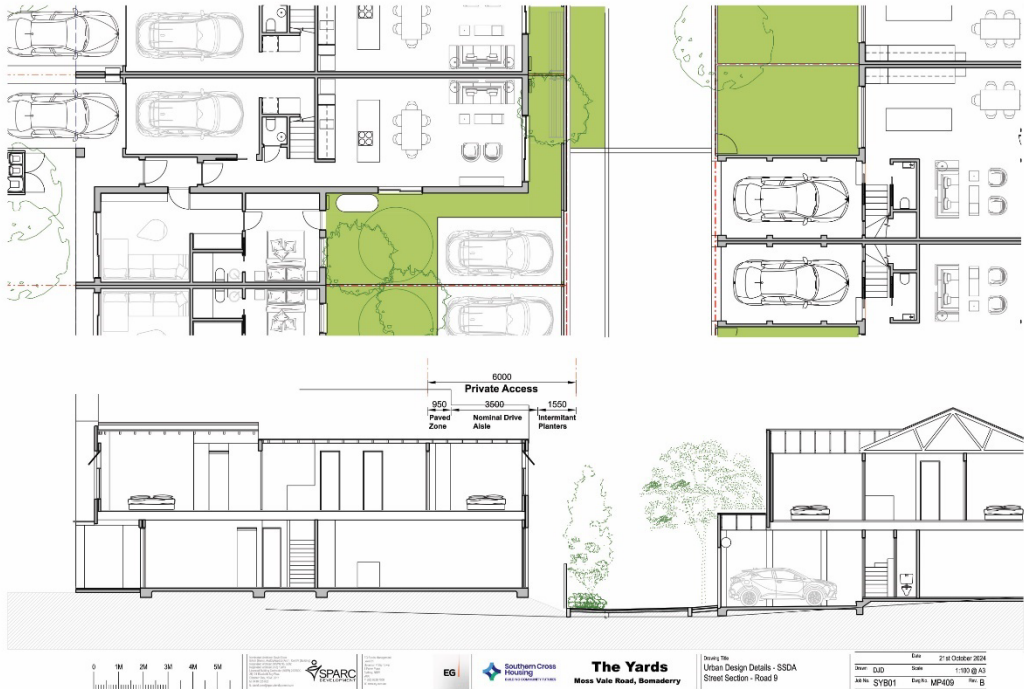 6000
Private Access
950 3500 1550
Paved Zone
Nominal Drive Aisle
Intermitant Planters
0 1M 2M 3M 4M 5M
SPARC
DEVELOPMENT
EG
Southern Cross
Housing
The Yards
Moss Vale Road, Bomaderry
Drawing Title
Urban Design Details - SSDA
Street Section - Road 9
Date 21st October 2024
Drawn DJD Scale 1:100 @ A3
Job No. SYB01 Dwg No. MP409 Rev. B